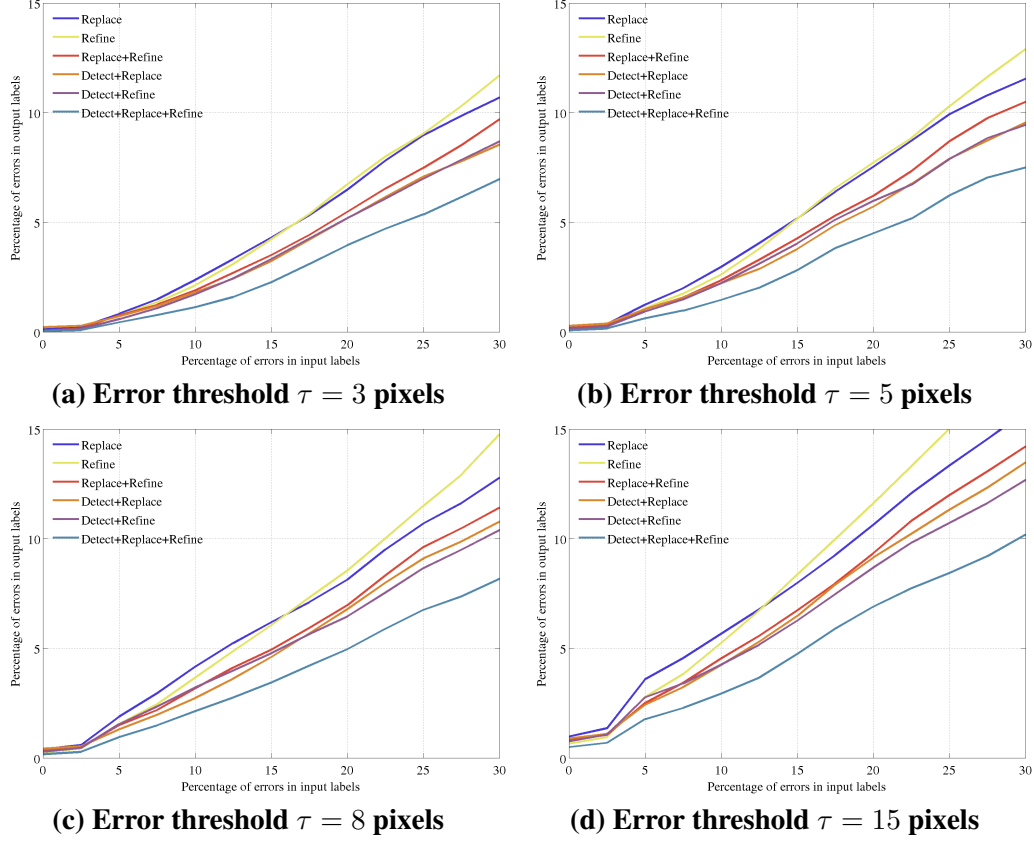 15
10
5
0
Percentage of errors in output labels
Replace
Refine
Replace+Refine
Detect+Replace
Detect+Refine
Detect+Replace+Refine
0 5 10 15 20 25 30
Percentage of errors in input labels
(a) Error threshold τ = 3 pixels
15
10
5
0
Percentage of errors in output labels
Replace
Refine
Replace+Refine
Detect+Replace
Detect+Refine
Detect+Replace+Refine
0 5 10 15 20 25 30
Percentage of errors in input labels
(b) Error threshold τ = 5 pixels
15
10
5
0
Percentage of errors in output labels
Replace
Refine
Replace+Refine
Detect+Replace
Detect+Refine
Detect+Replace+Refine
0 5 10 15 20 25 30
Percentage of errors in input labels
(c) Error threshold τ = 8 pixels
15
10
5
0
Percentage of errors in output labels
Replace
Refine
Replace+Refine
Detect+Replace
Detect+Refine
Detect+Replace+Refine
0 5 10 15 20 25 30
Percentage of errors in input labels
(d) Error threshold τ = 15 pixels